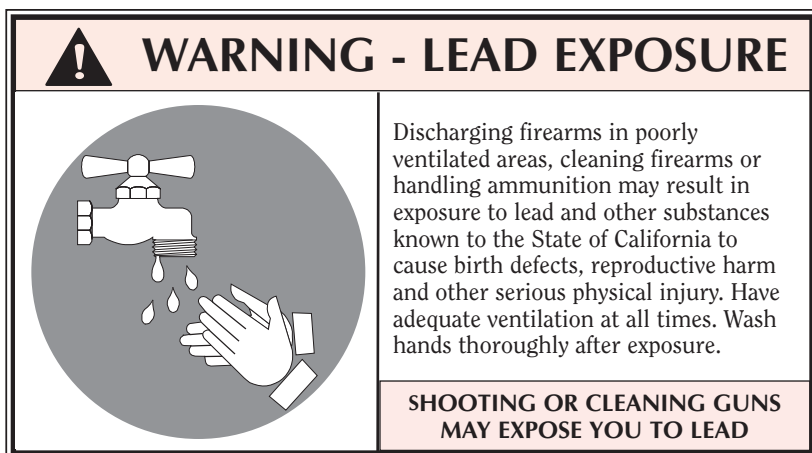 WARNING - LEAD EXPOSURE
Discharging firearms in poorly
ventilated areas, cleaning firearms or
handling ammunition may result in
exposure to lead and other substances
known to the State of California to
cause birth defects, reproductive harm
and other serious physical injury. Have
adequate ventilation at all times. Wash
hands thoroughly after exposure.
SHOOTING OR CLEANING GUNS
MAY EXPOSE YOU TO LEAD